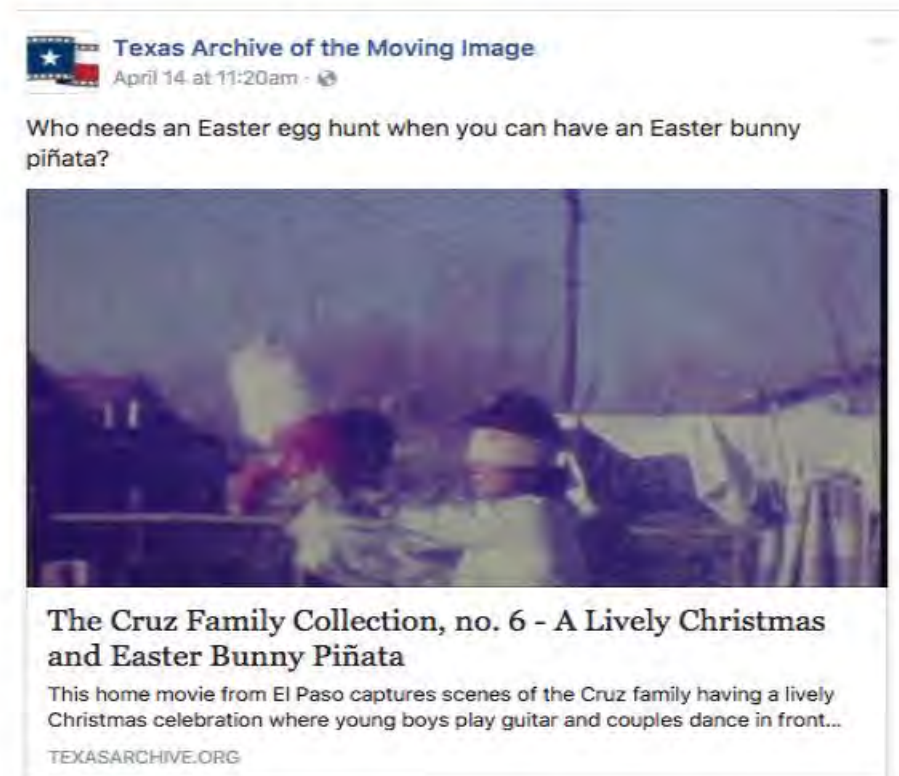 Texas Archive of the Moving Image
April 14 at 11:20am ·
Who needs an Easter egg hunt when you can have an Easter bunny
piñata?
The Cruz Family Collection, no. 6 - A Lively Christmas
and Easter Bunny Piñata
This home movie from El Paso captures scenes of the Cruz family having a lively
Christmas celebration where young boys play guitar and couples dance in front...
TEXASARCHIVE.ORG